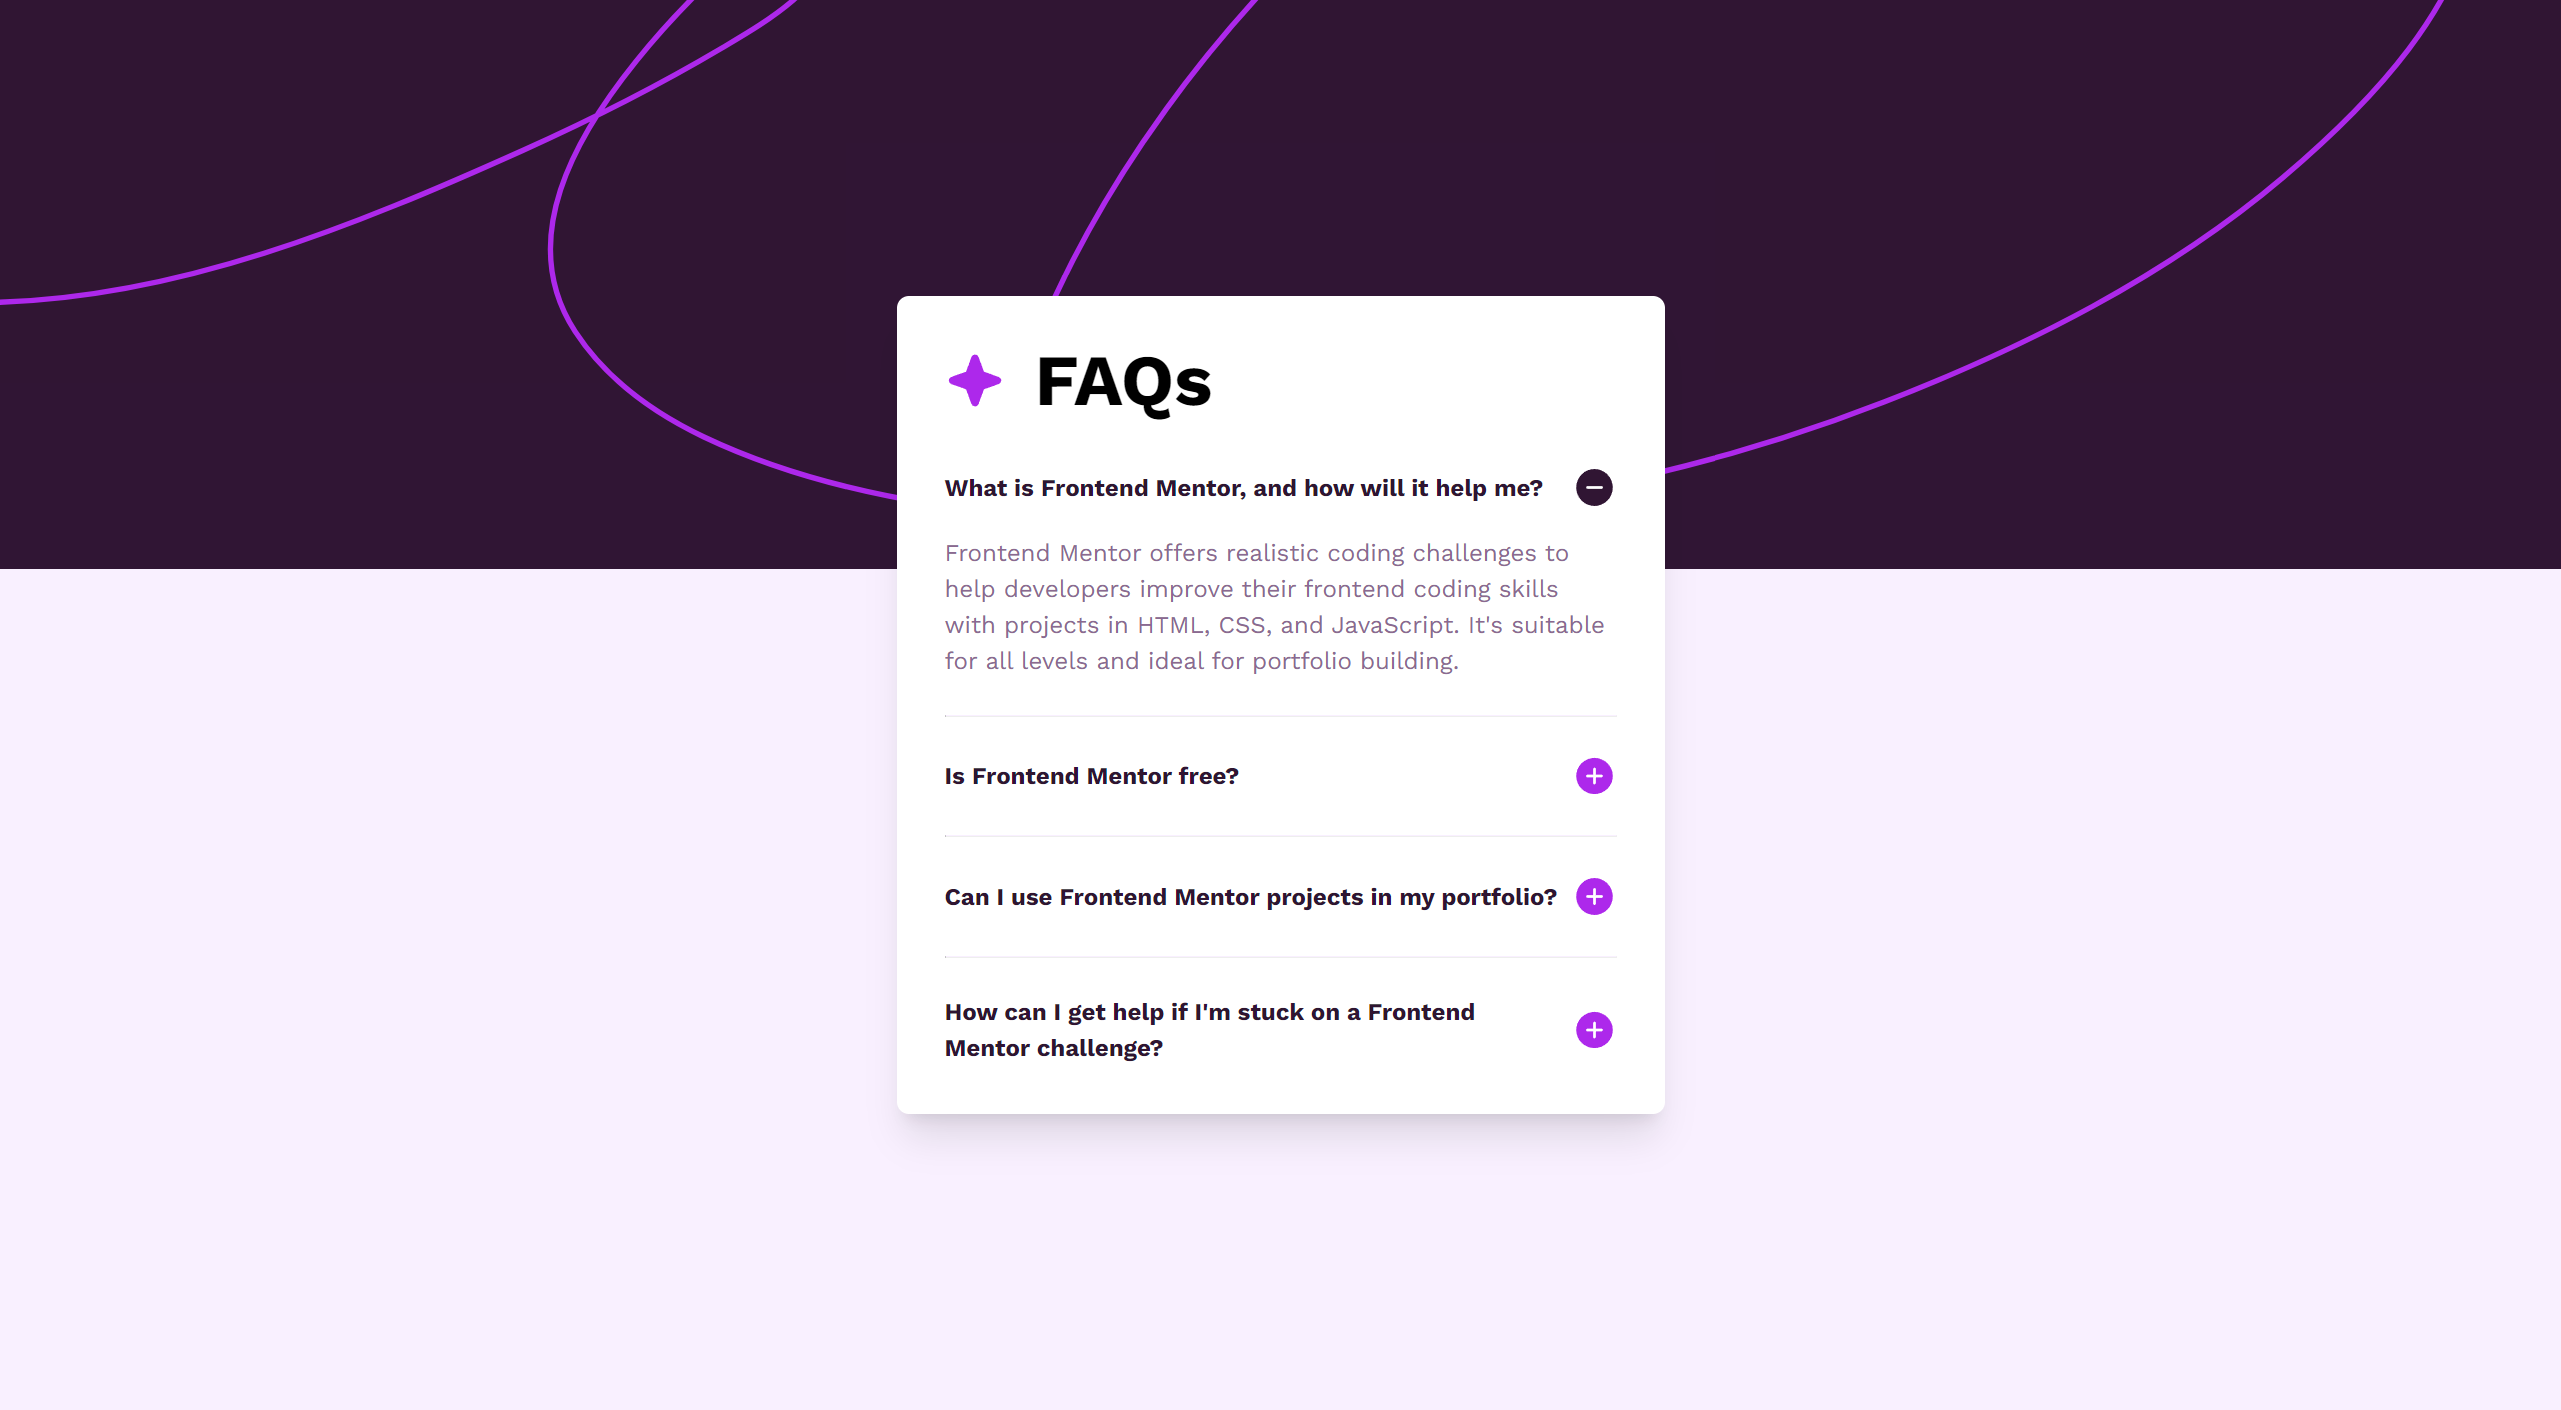 FAQs
What is Frontend Mentor, and how will it help me?
Frontend Mentor offers realistic coding challenges to
help developers improve their frontend coding skills
with projects in HTML, CSS, and JavaScript. It's suitable
for all levels and ideal for portfolio building.
Is Frontend Mentor free?
Can I use Frontend Mentor projects in my portfolio?
How can I get help if I'm stuck on a Frontend
Mentor challenge?